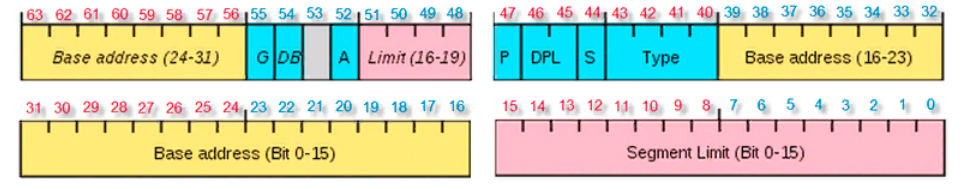 63 62 61 60 59 58 57 56 55 54 53 52 51 50 49 48 47 46 45 44 43 42 41 40 39 38 37 36 35 34 33 32
Base address (24-31) G DB A Limit (16-19) P DPL S Type Base address (16-23)
31 30 29 28 27 26 25 24 23 22 21 20 19 18 17 16 15 14 13 12 11 10 9 8 7 6 5 4 3 2 1 0
Base address (Bit 0-15) Segment Limit (Bit 0-15)